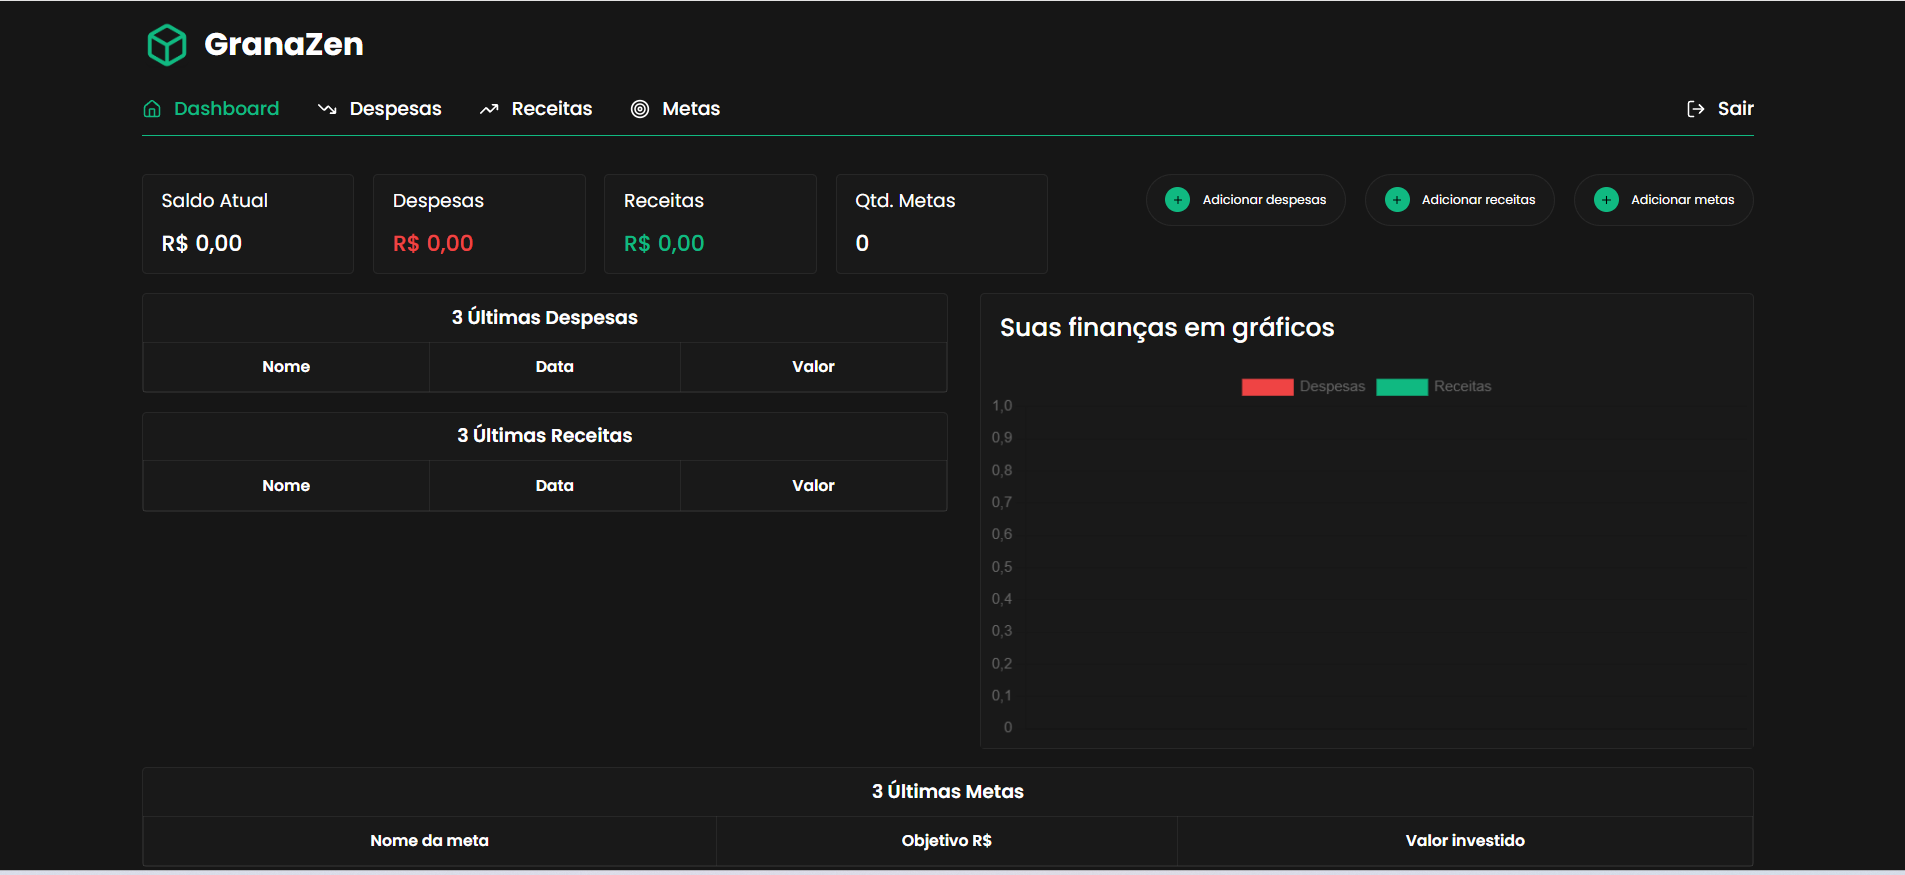 GranaZen
Dashboard Despesas Receitas Metas Sair
Saldo Atual
R$ 0,00
Despesas
R$ 0,00
Receitas
R$ 0,00
Qtd. Metas
0
Adicionar despesas
Adicionar receitas
Adicionar metas
3 Últimas Despesas
Nome Data Valor
3 Últimas Receitas
Nome Data Valor
Suas finanças em gráficos
Despesas Receitas
1,0
0,9
0,8
0,7
0,6
0,5
0,4
0,3
0,2
0,1
0
3 Últimas Metas
Nome da meta Objetivo R$ Valor investido